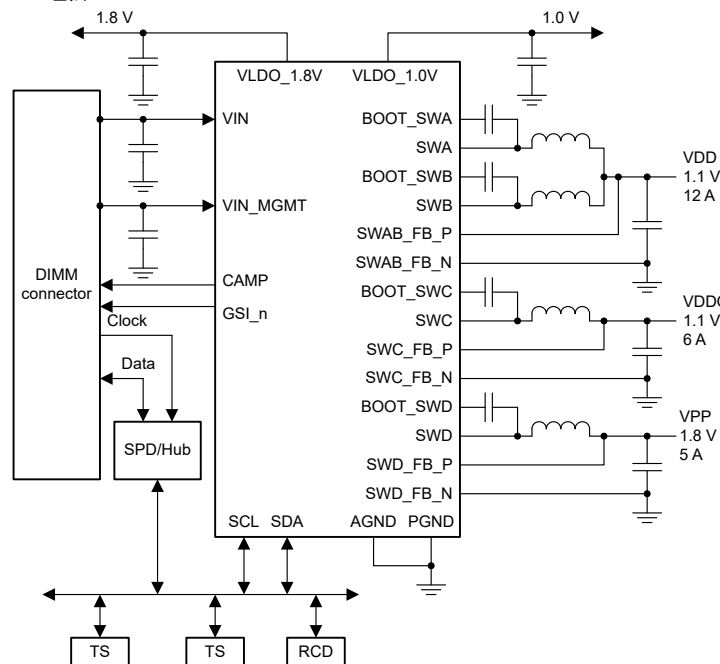 1.8 V
1.0 V
VLDO_1.8V
VLDO_1.0V
VIN
VIN_MGMT
CAMP
GSI_n
DIMM
connector
Clock
Data
SPD/Hub
BOOT_SWA
SWA
BOOT_SWB
SWB
SWAB_FB_P
SWAB_FB_N
BOOT_SWC
SWC
SWC_FB_P
SWC_FB_N
BOOT_SWD
SWD
SWD_FB_P
SWD_FB_N
VDD
1.1 V
12 A
1.1 V
6 A
VPP
1.8 V
5 A
SCL
SDA
AGND
PGND
TS
TS
RCD